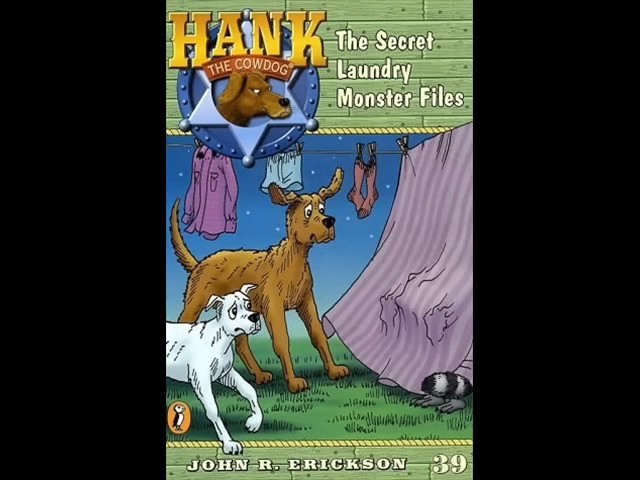 HANK
THE COWDOG®
The Secret
Laundry
Monster Files
JOHN R. ERICKSON
39